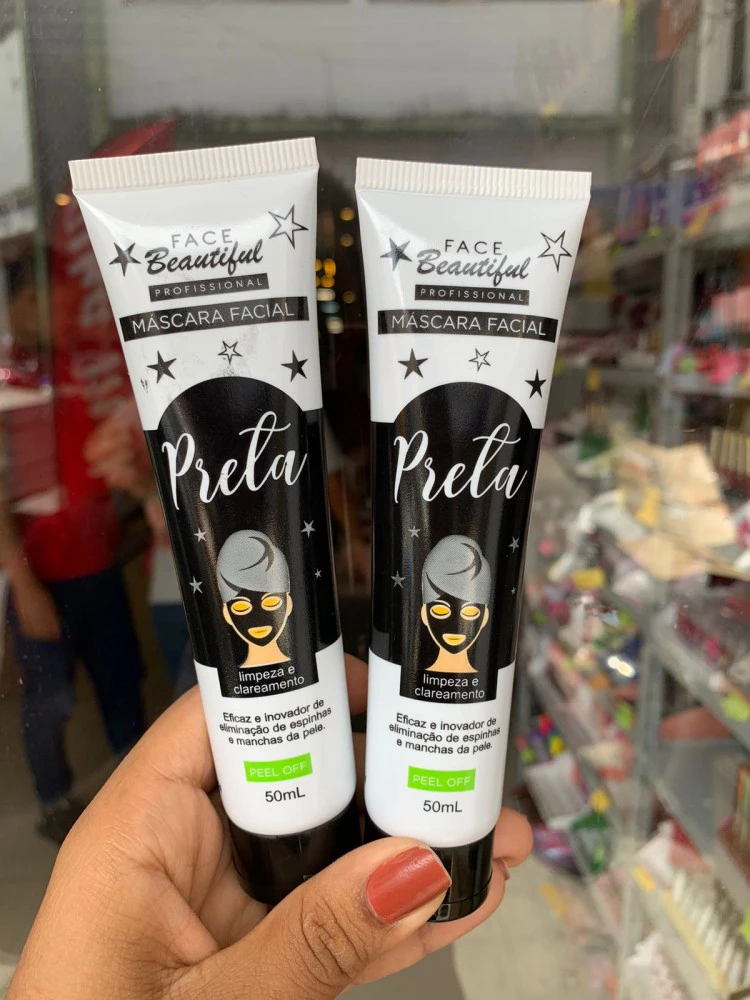 FACE
Beautiful
PROFISSIONAL
MÁSCARA FACIAL
Preta
limpeza e
clareamento
Eficaz e inovador de
eliminação de espinhas
e manchas da pele.
PEEL OFF
50mL
FACE
Beautiful
PROFISSIONAL
MÁSCARA FACIAL
Preta
limpeza e
clareamento
Eficaz e inovador de
eliminação de espinhas
e manchas da pele.
PEEL OFF
50mL